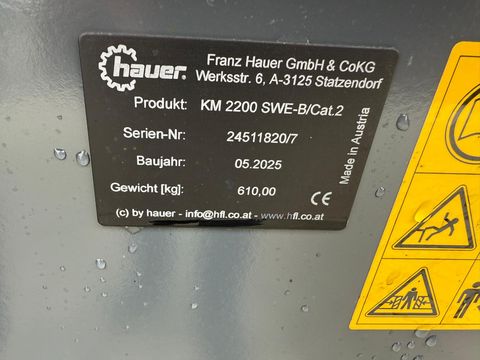 hauer.
Franz Hauer GmbH & CoKG
Werksstr. 6, A-3125 Statzendorf
Produkt: KM 2200 SWE-B/Cat.2
Serien-Nr: 24511820/7
Baujahr: 05.2025
Gewicht [kg]: 610,00
Made in Austria
CE
(c) by hauer - info@hfl.co.at - www.hfl.co.at